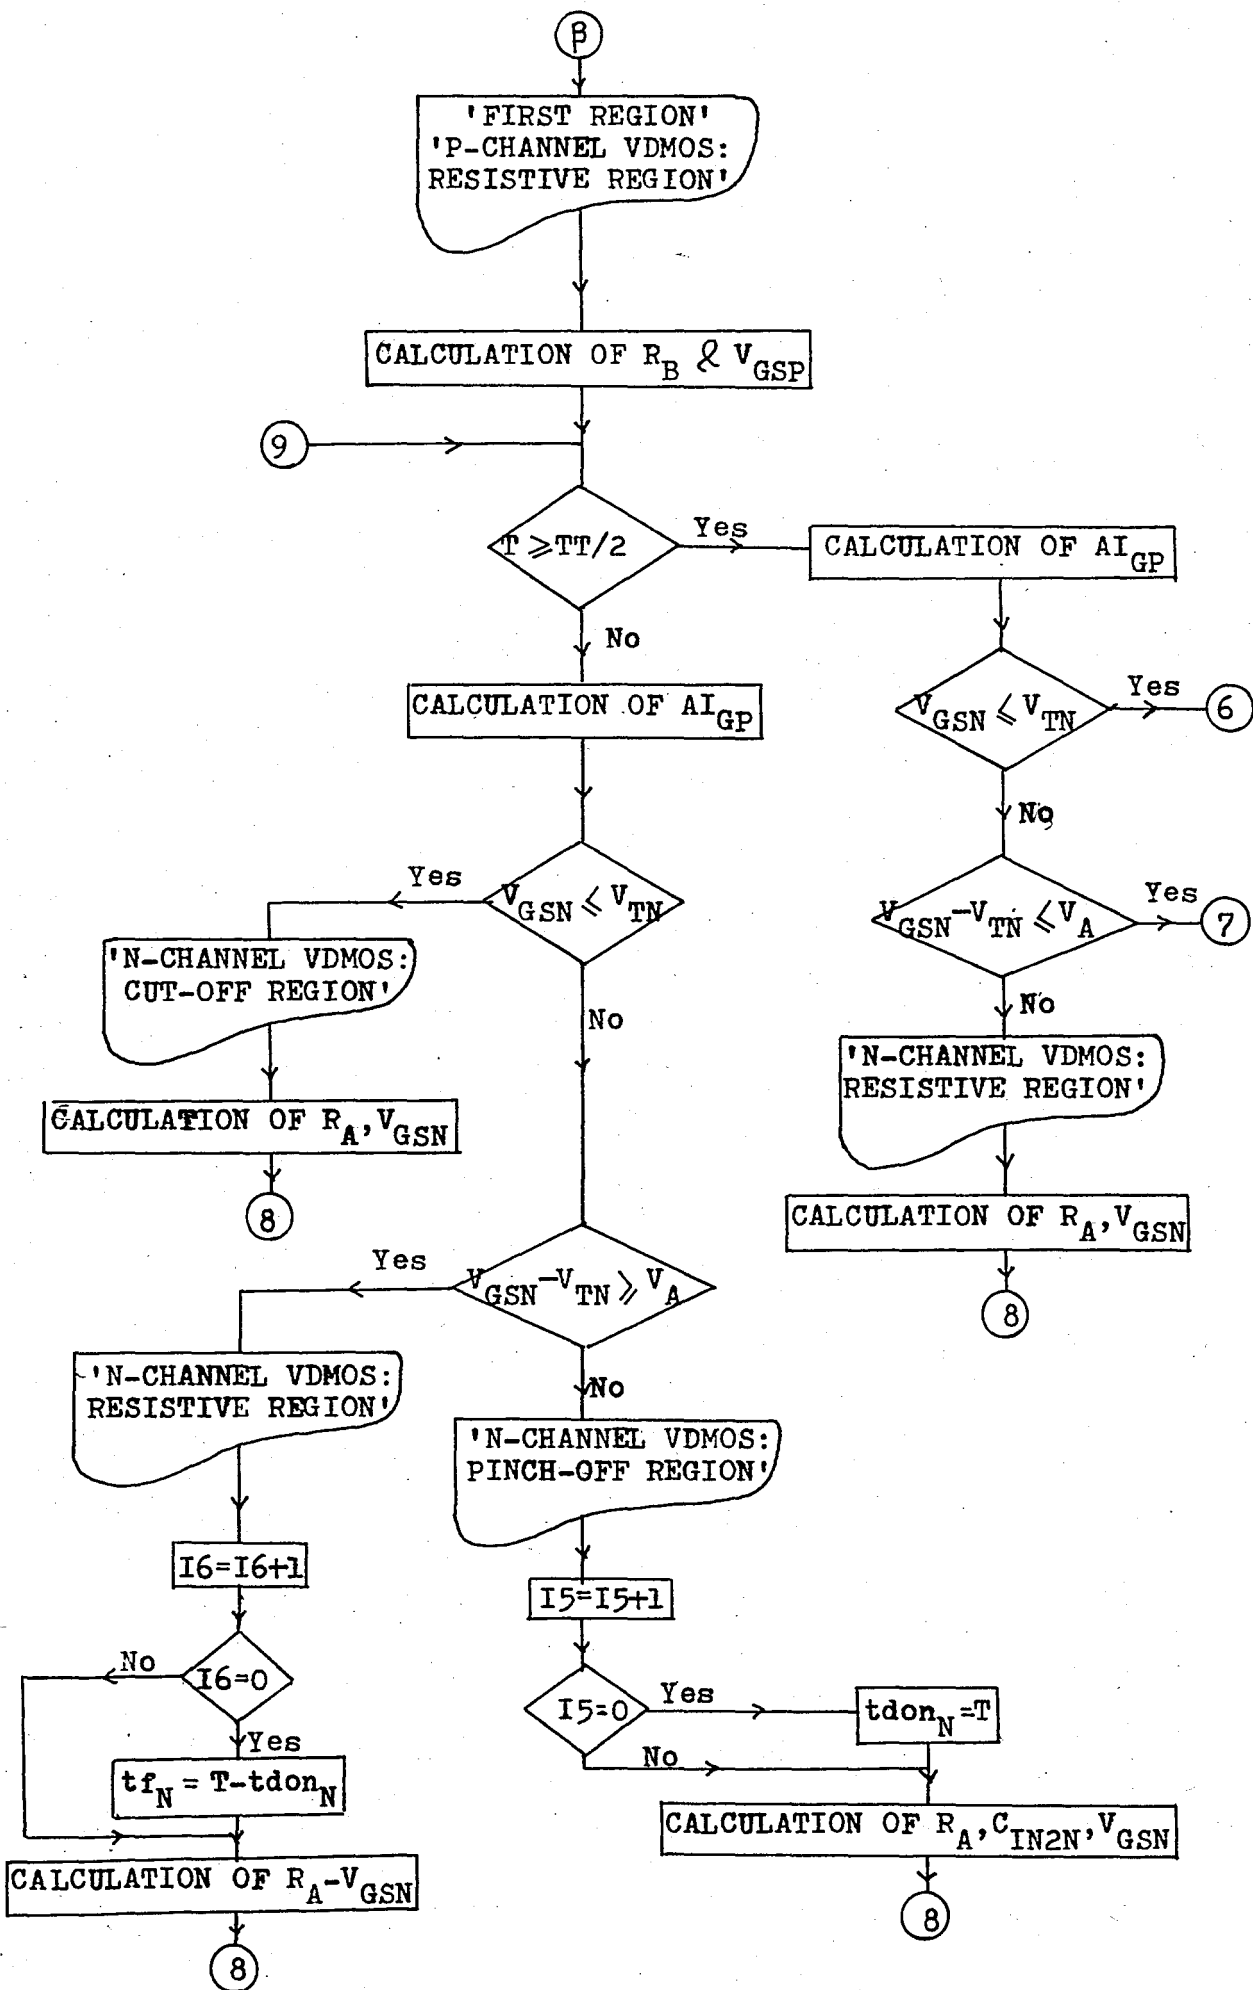 β
'FIRST REGION'
'P-CHANNEL VDMOS:
RESISTIVE REGION'
CALCULATION OF R_B & V_GSP
9
T ≥ TT/2
Yes
CALCULATION OF AI_GP
No
CALCULATION OF AI_GP
V_GSN ≤ V_TN
Yes
6
No
V_GSN ≤ V_TN
Yes
'N-CHANNEL VDMOS:
CUT-OFF REGION'
No
V_GSN-V_TN ≤ V_A
Yes
7
No
'N-CHANNEL VDMOS:
RESISTIVE REGION'
CALCULATION OF R_A,V_GSN
8
CALCULATION OF R_A,V_GSN
8
V_GSN-V_TN ≥ V_A
Yes
'N-CHANNEL VDMOS:
RESISTIVE REGION'
No
'N-CHANNEL VDMOS:
PINCH-OFF REGION'
I6=I6+1
I6=0
No
Yes
tf_N = T-tdon_N
CALCULATION OF R_A-V_GSN
8
I5=I5+1
I5=0
Yes
tdon_N=T
No
CALCULATION OF R_A,C_IN2N,V_GSN
8